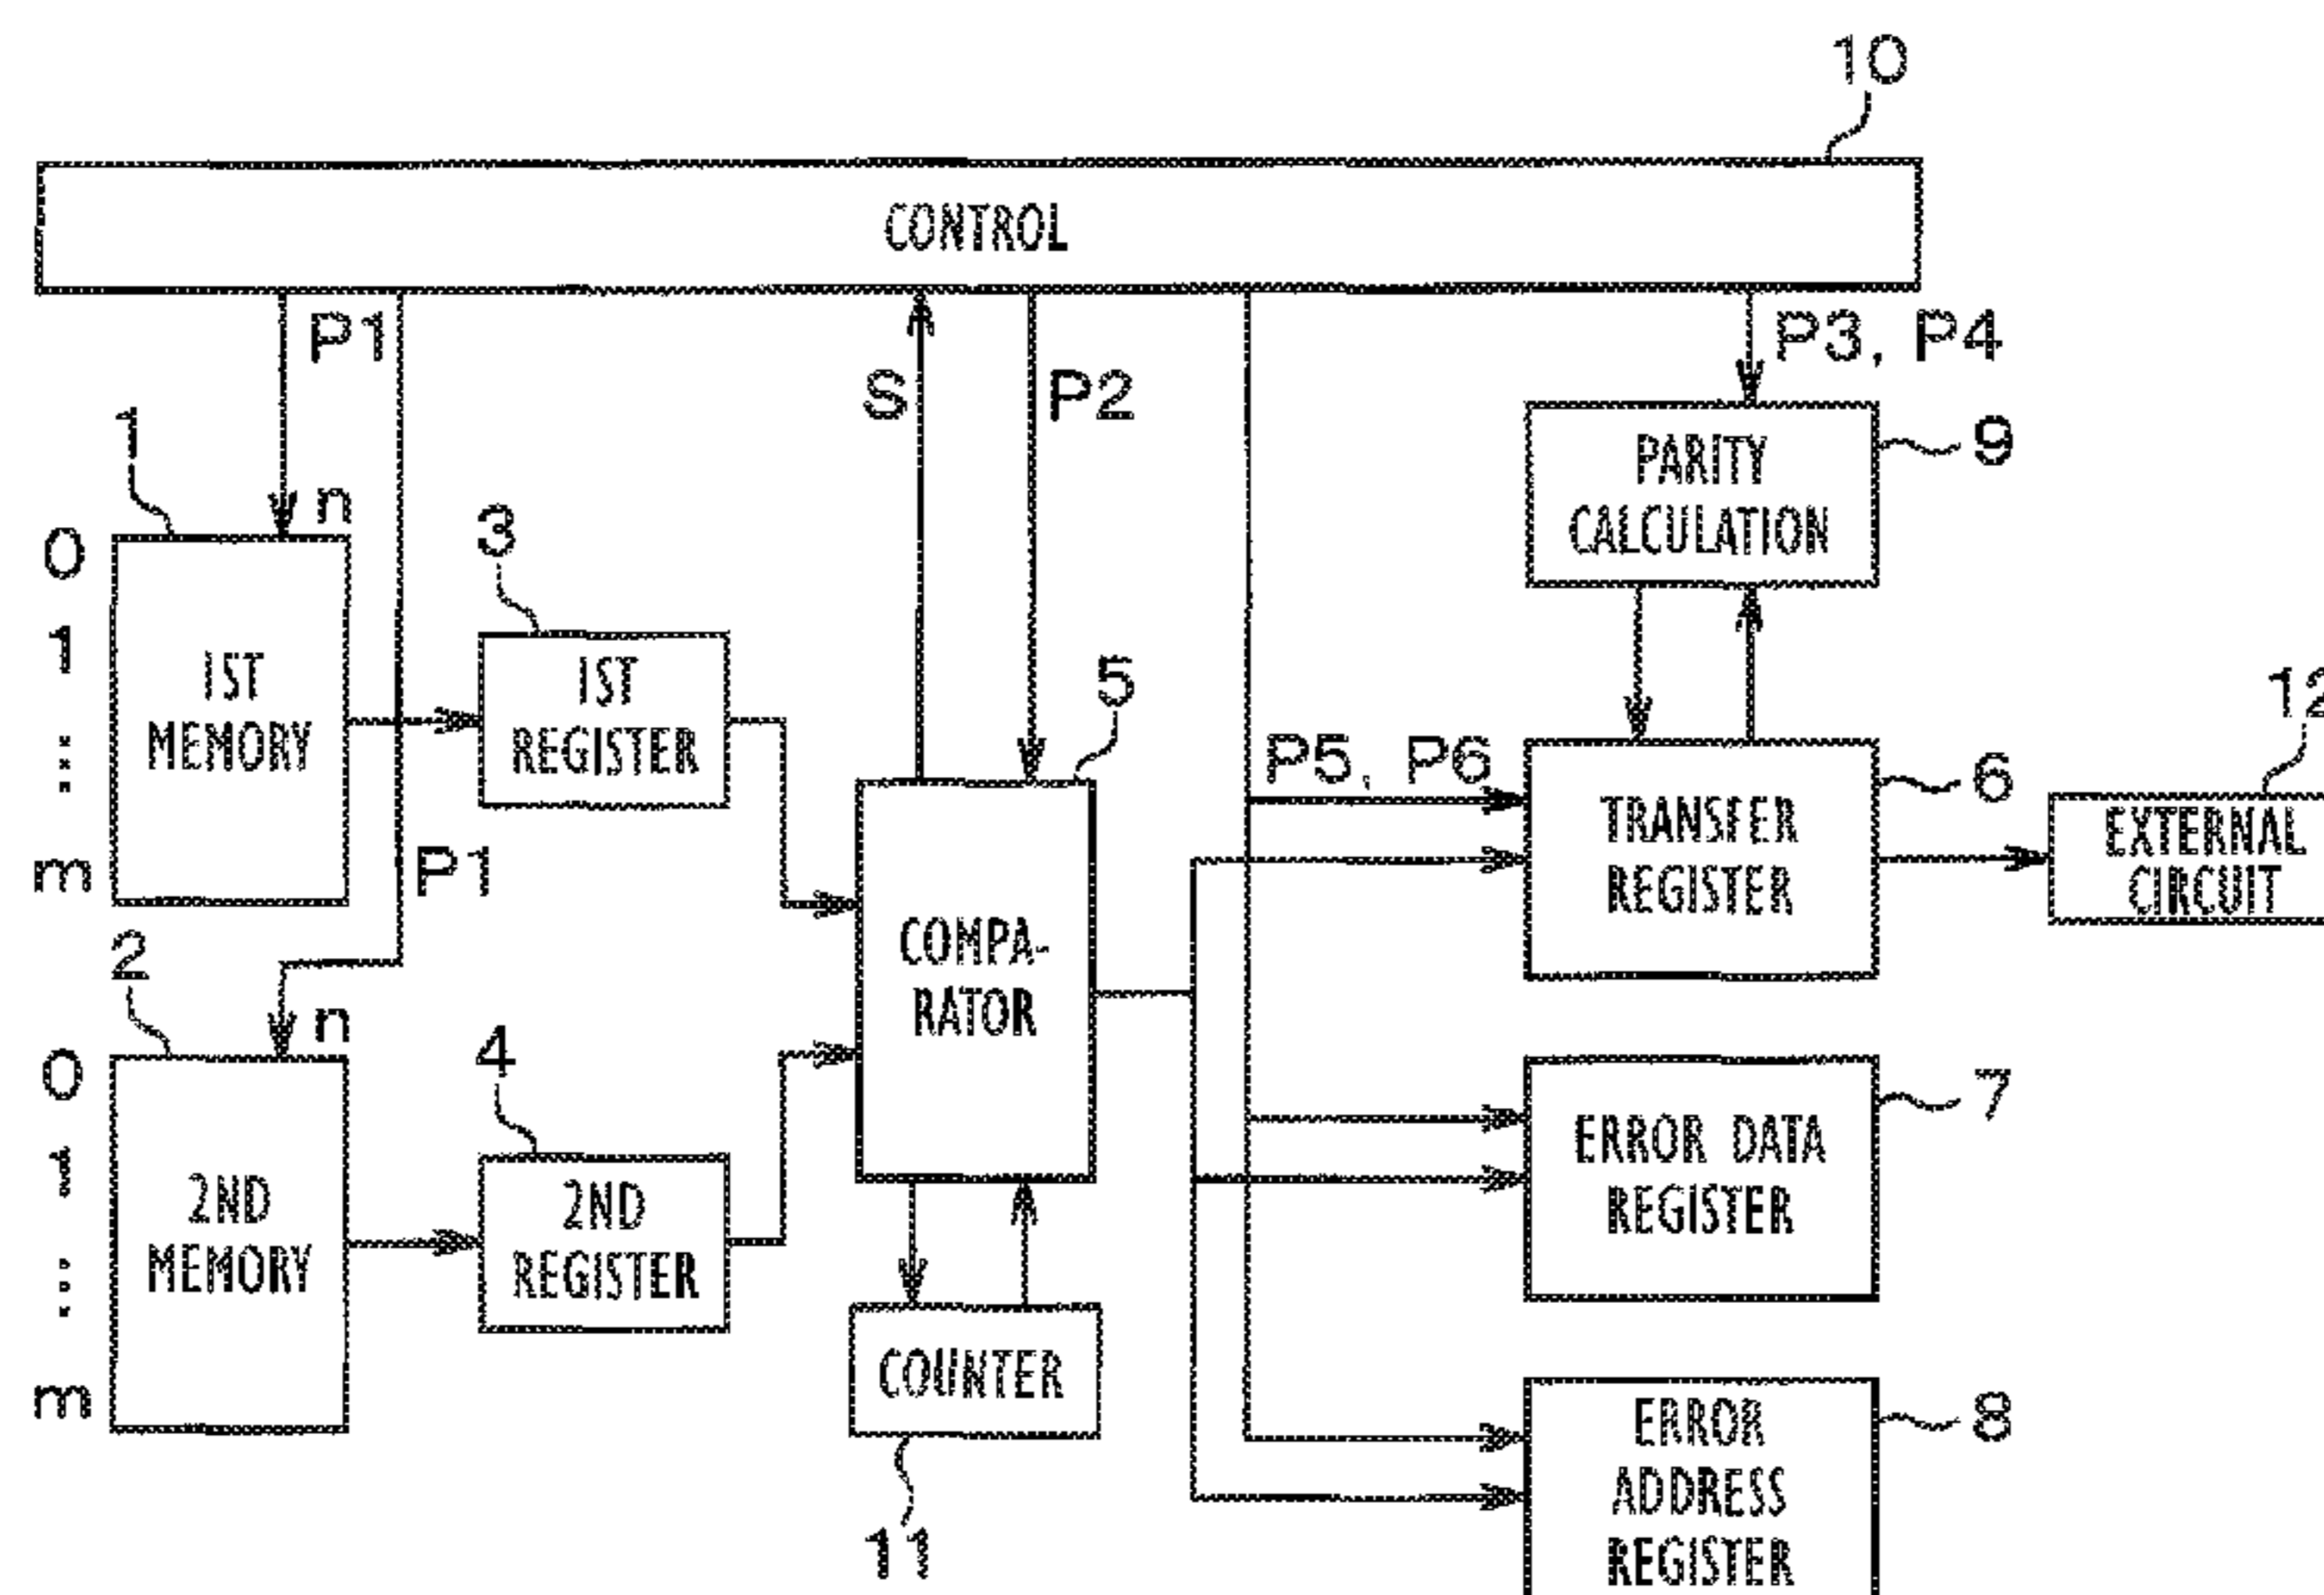 10
CONTROL
P1
S
P2
P3, P4
1
n
0
1
m
1ST
MEMORY
3
1ST
REGISTER
P1
5
COMPA-
RATOR
PARITY
CALCULATION
9
P5, P6
TRANSFER
REGISTER
6
12
EXTERNAL
CIRCUIT
2
n
0
1
m
2ND
MEMORY
4
2ND
REGISTER
COUNTER
11
ERROR DATA
REGISTER
7
ERROR
ADDRESS
REGISTER
8